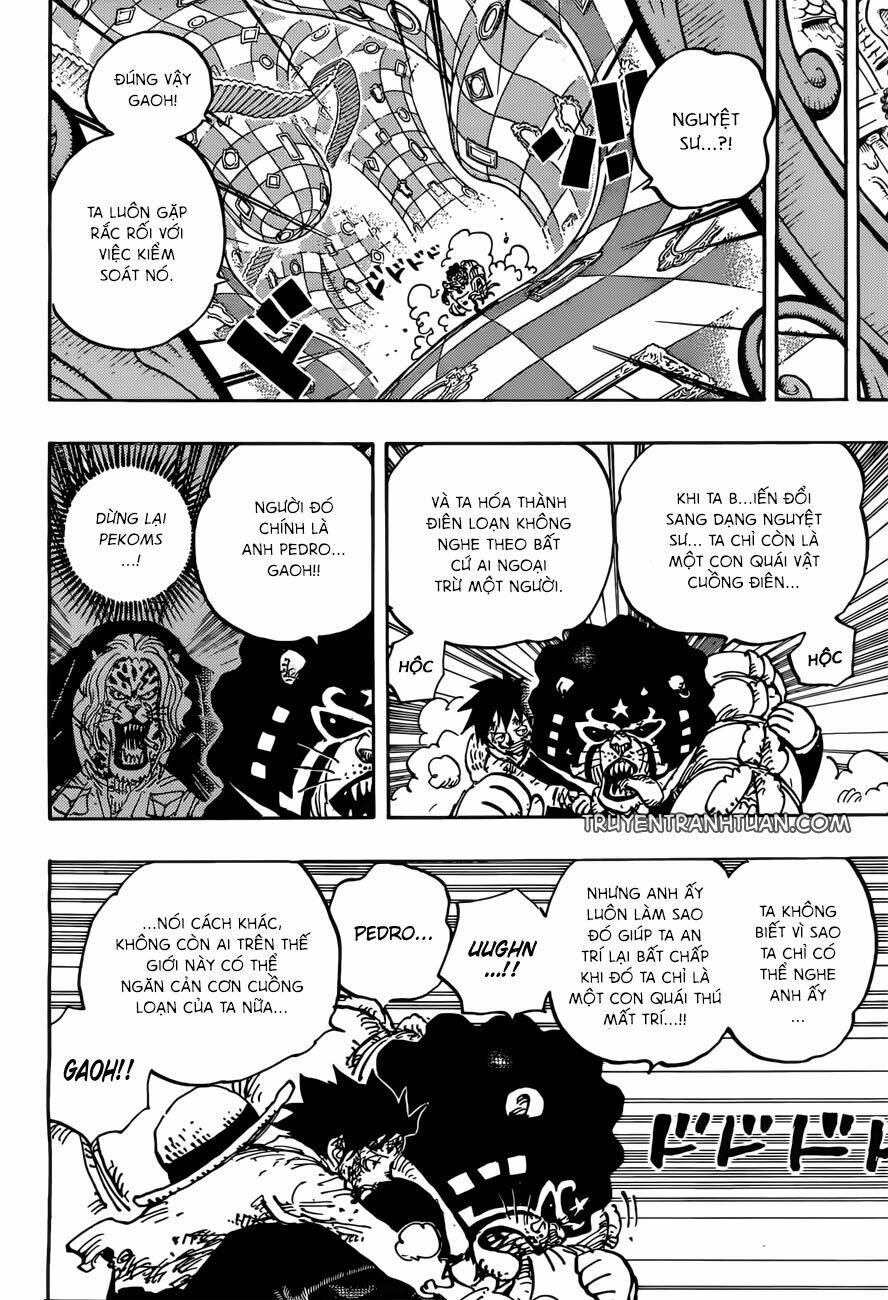 NGUYỆT
SƯ...?!
ĐÚNG VẬY
GAOH!
TA LUÔN GẶP
RẮC RỐI VỚI
VIỆC KIỂM
SOÁT NÓ.
ドドドド
ド
!!
KHI TA B...IẾN ĐỔI
SANG DẠNG NGUYỆT
SƯ... TA CHỈ CÒN LÀ
MỘT CON QUÁI VẬT
CUỒNG ĐIÊN...
HỘC
VÀ TA HÓA THÀNH
ĐIÊN LOẠN KHÔNG
NGHE THEO BẤT
CỨ AI NGOẠI
TRỪ MỘT NGƯỜI.
HỘC
NGƯỜI ĐÓ
CHÍNH LÀ
ANH PEDRO...
GAOH!!
DỪNG LẠI
PEKOMS
...!
TRUYENTRANHTUAN.COM
TA KHÔNG
BIẾT VÌ SAO
TA CHỈ CÓ
THỂ NGHE
ANH ẤY
...
NHƯNG ANH ẤY
LUÔN LÀM SAO
ĐÓ GIÚP TA AN
TRÍ LẠI BẤT CHẤP
KHI ĐÓ TA CHỈ LÀ
MỘT CON QUÁI THÚ
MẤT TRÍ...!!
UUGHN
...!!
PEDRO...
...NÓI CÁCH KHÁC,
KHÔNG CÒN AI TRÊN THẾ
GIỚI NÀY CÓ THỂ
NGĂN CẢN CƠN CUỒNG
LOẠN CỦA TA NỮA...
GAOH!!
ドドドド